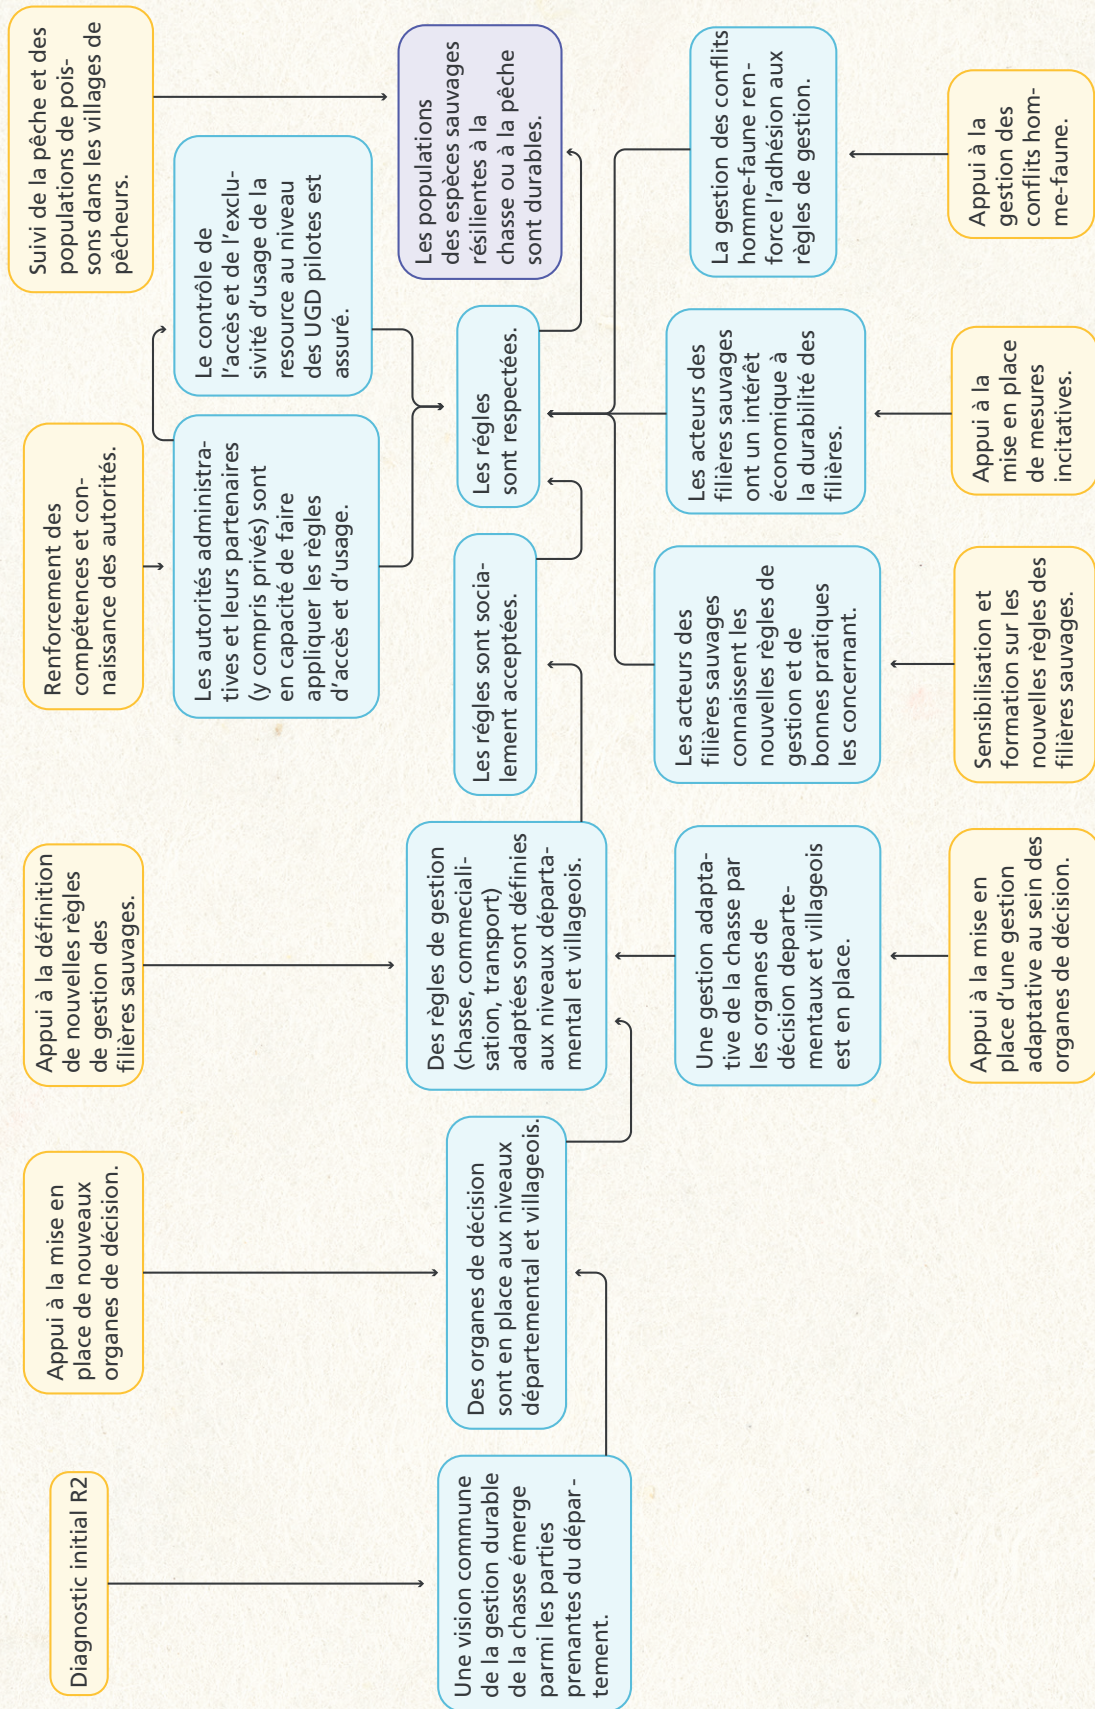 Diagnostic initial R2
Appui à la mise en
place de nouveaux
organes de décision.
Appui à la définition
de nouvelles règles
de gestion des
filières sauvages.
Renforcement des
compétences et con-
naissance des autorités.
Suivi de la pêche et des
populations de pois-
sons dans les villages de
pêcheurs.
Les autorités administra-
tives et leurs partenaires
(y compris privés) sont
en capacité de faire
appliquer les règles
d'accès et d'usage.
Le contrôle de
l'accès et de l'exclu-
sivité d'usage de la
resource au niveau
des UGD pilotes est
assuré.
Une vision commune
de la gestion durable
de la chasse émerge
parmi les parties
prenantes du dépar-
tement.
Des organes de décision
sont en place aux niveaux
départemental et villageois.
Des règles de gestion
(chasse, commeciali-
sation, transport)
adaptées sont définies
aux niveaux départa-
mental et villageois.
Les régles sont socia-
lement acceptées.
Les régles
sont respectées.
Les populations
des espèces sauvages
résilientes à la
chasse ou à la pêche
sont durables.
Une gestion adapta-
tive de la chasse par
les organes de
décision departe-
mentaux et villageois
est en place.
Les acteurs des
filières sauvages
connaissent les
nouvelles règles de
gestion et de
bonnes pratiques
les concernant.
Les acteurs des
filières sauvages
ont un intérêt
économique à
la durabilité des
filières.
La gestion des conflits
homme-faune ren-
force l'adhésion aux
règles de gestion.
Appui à la mise en
place d'une gestion
adaptative au sein des
organes de décision.
Sensibilisation et
formation sur les
nouvelles règles des
filières sauvages.
Appui à la
mise en place
de mesures
incitatives.
Appui à la
gestion des
conflits hom-
me-faune.